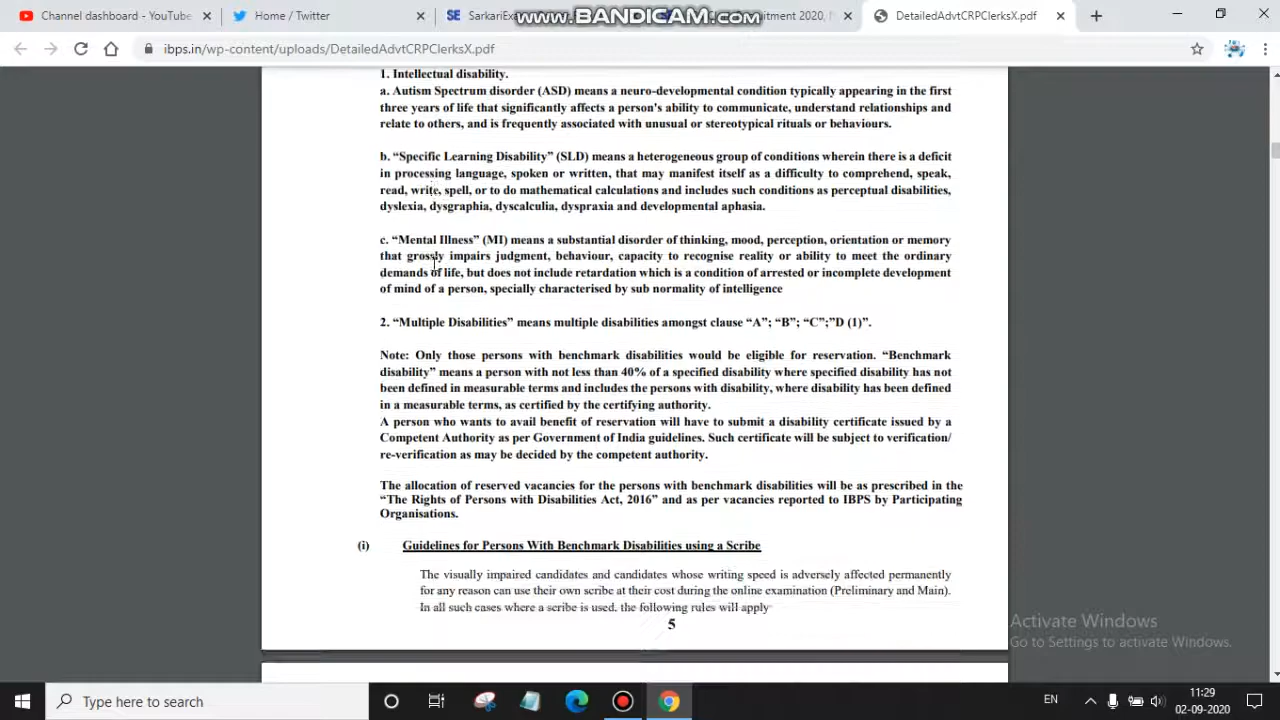 Channel dashboard - YouTube
Home / Twitter
SarkariExa
itment 2020, I
DetailedAdvtCRPClerksX.pdf
www.BANDICAM.com
ibps.in/wp-content/uploads/DetailedAdvtCRPClerksX.pdf
1. Intellectual disability.
a. Autism Spectrum disorder (ASD) means a neuro-developmental condition typically appearing in the first
three years of life that significantly affects a person's ability to communicate, understand relationships and
relate to others, and is frequently associated with unusual or stereotypical rituals or behaviours.
b. “Specific Learning Disability” (SLD) means a heterogeneous group of conditions wherein there is a deficit
in processing language, spoken or written, that may manifest itself as a difficulty to comprehend, speak,
read, write, spell, or to do mathematical calculations and includes such conditions as perceptual disabilities,
dyslexia, dysgraphia, dyscalculia, dyspraxia and developmental aphasia.
c. “Mental Illness” (MI) means a substantial disorder of thinking, mood, perception, orientation or memory
that grossly impairs judgment, behaviour, capacity to recognise reality or ability to meet the ordinary
demands of life, but does not include retardation which is a condition of arrested or incomplete development
of mind of a person, specially characterised by sub normality of intelligence
2. “Multiple Disabilities” means multiple disabilities amongst clause “A”; “B”; “C”;”D (1)”.
Note: Only those persons with benchmark disabilities would be eligible for reservation. “Benchmark
disability” means a person with not less than 40% of a specified disability where specified disability has not
been defined in measurable terms and includes the persons with disability, where disability has been defined
in a measurable terms, as certified by the certifying authority.
A person who wants to avail benefit of reservation will have to submit a disability certificate issued by a
Competent Authority as per Government of India guidelines. Such certificate will be subject to verification/
re-verification as may be decided by the competent authority.
The allocation of reserved vacancies for the persons with benchmark disabilities will be as prescribed in the
“The Rights of Persons with Disabilities Act, 2016” and as per vacancies reported to IBPS by Participating
Organisations.
(i) Guidelines for Persons With Benchmark Disabilities using a Scribe
The visually impaired candidates and candidates whose writing speed is adversely affected permanently
for any reason can use their own scribe at their cost during the online examination (Preliminary and Main).
In all such cases where a scribe is used, the following rules will apply
5
Activate Windows
Go to Settings to activate Windows.
Type here to search
EN
11:29
02-09-2020